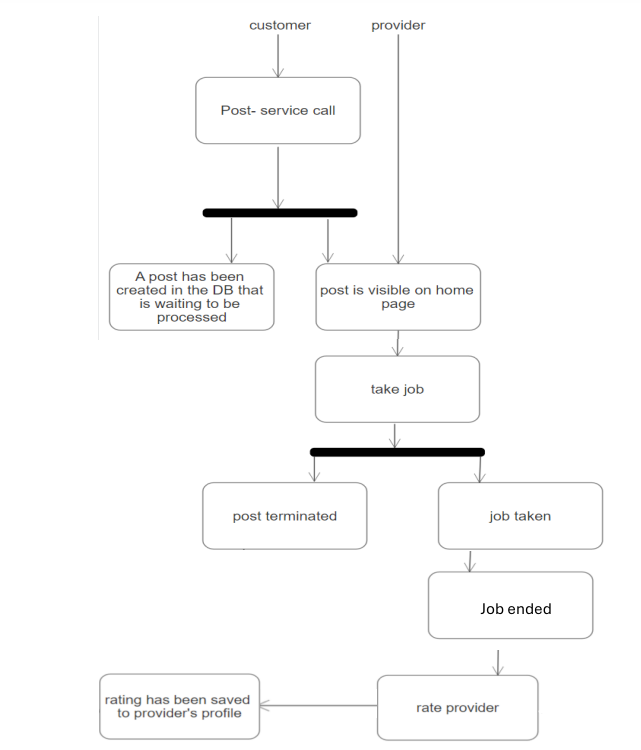 customer
provider
Post- service call
A post has been
created in the DB that
is waiting to be
processed
post is visible on home
page
take job
post terminated
job taken
Job ended
rating has been saved
to provider's profile
rate provider